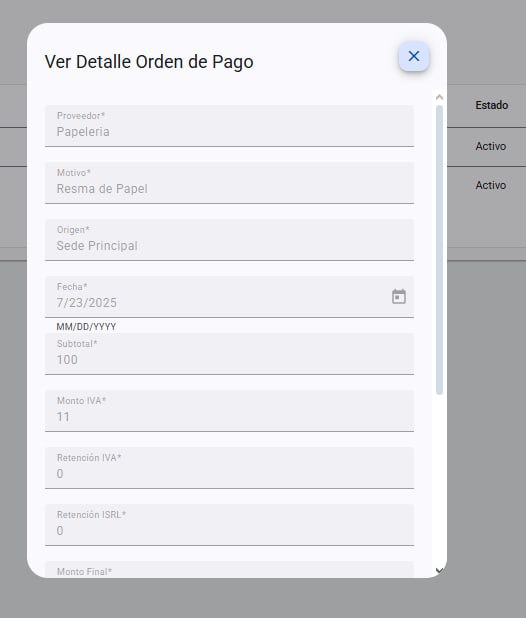 Ver Detalle Orden de Pago
Estado
Proveedor*
Papeleria
Activo
Motivo*
Resma de Papel
Activo
Origen*
Sede Principal
Fecha*
7/23/2025
MM/DD/YYYY
Subtotal*
100
Monto IVA*
11
Retención IVA*
0
Retención ISRL*
0
Monto Final*